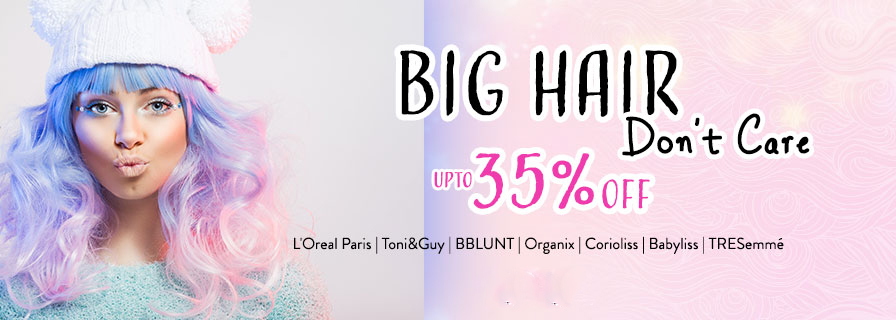 BIG HAIR
Don't Care
UPTO 35% OFF
L'Oreal Paris | Toni&Guy | BBLUNT | Organix | Corioliss | Babyliss | TRESemmé